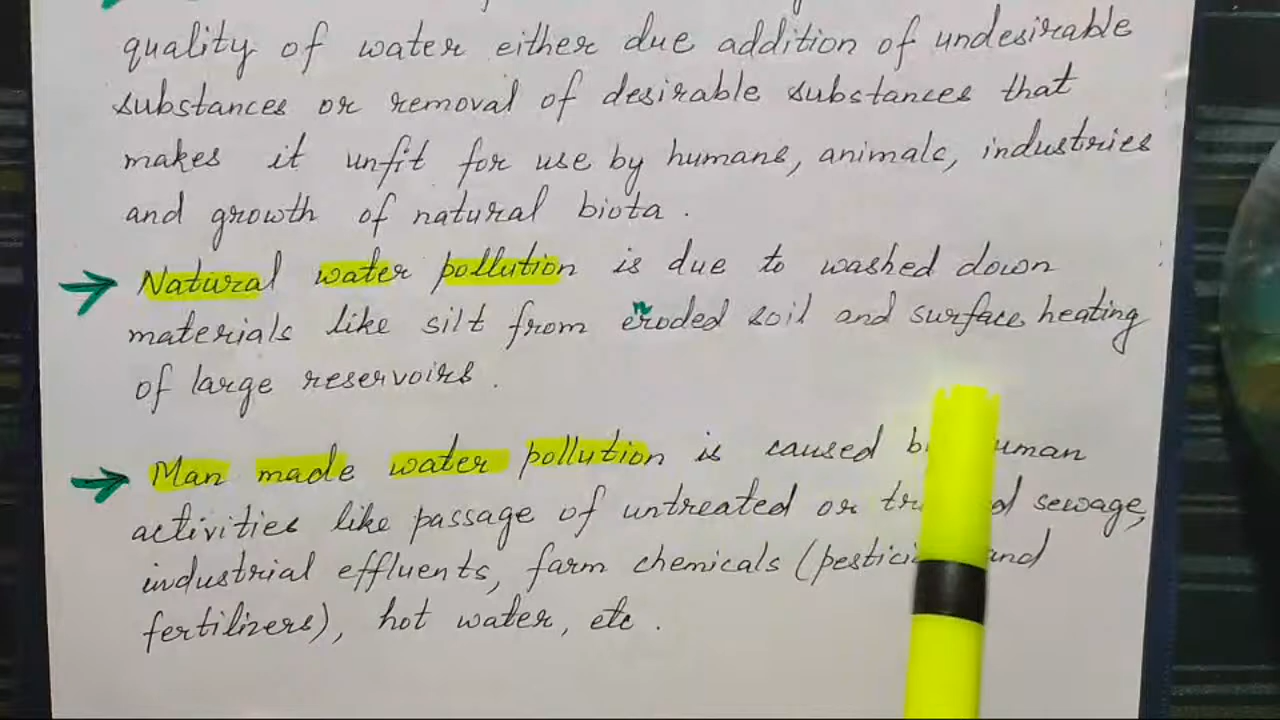 quality of water either due addition of undesirable
substances or removal of desirable substances that
makes it unfit for use by humans, animals, industries
and growth of natural biota.
Natural water pollution is due to washed down
materials like silt from eroded soil and surface heating
of large reservoirs.
Man made water pollution is caused uman
activities like passage of untreated or sewage,
industrial effluents, farm chemicals ( and
fertilizers), hot water, etc.